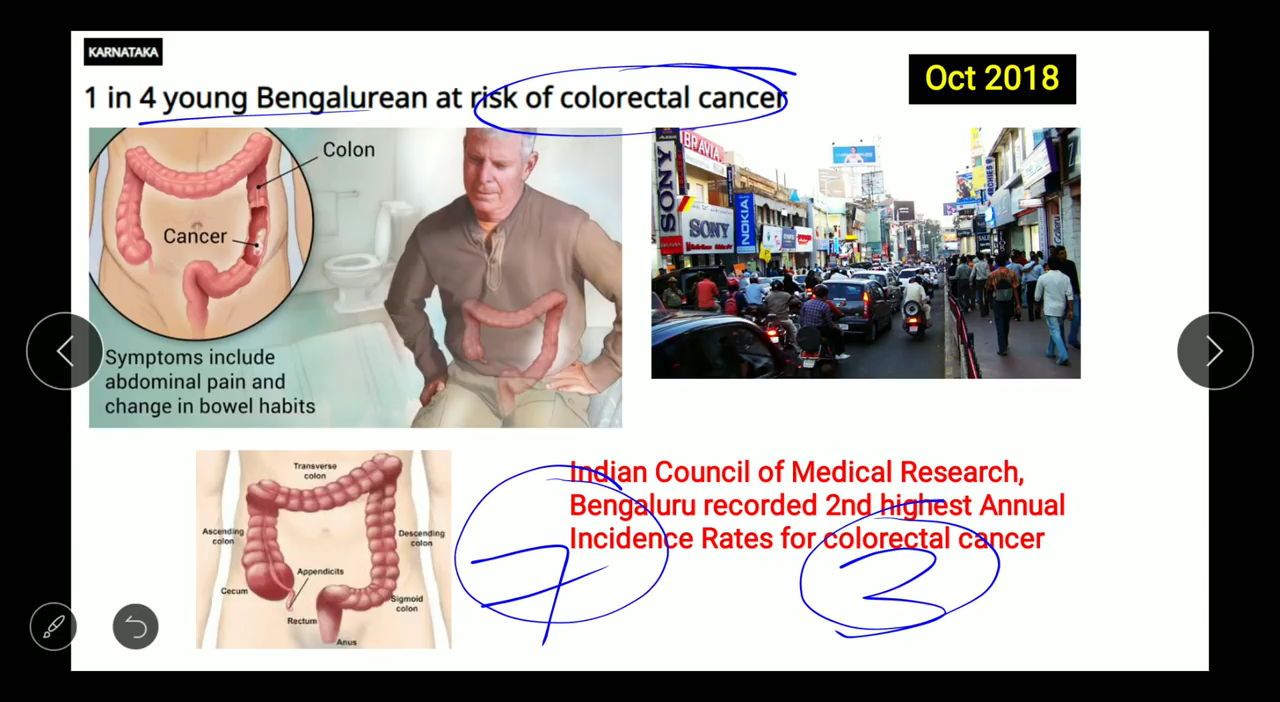 KARNATAKA
1 in 4 young Bengalurean at risk of colorectal cancer
Oct 2018
Colon
Cancer
Symptoms include
abdominal pain and
change in bowel habits
SONY
BRAVIA
SONY
NOKIA
Transverse
colon
Ascending
colon
Descending
colon
Appendicits
Cecum
Sigmoid
colon
Rectum
Anus
Indian Council of Medical Research,
Bengaluru recorded 2nd highest Annual
Incidence Rates for colorectal cancer
7
3